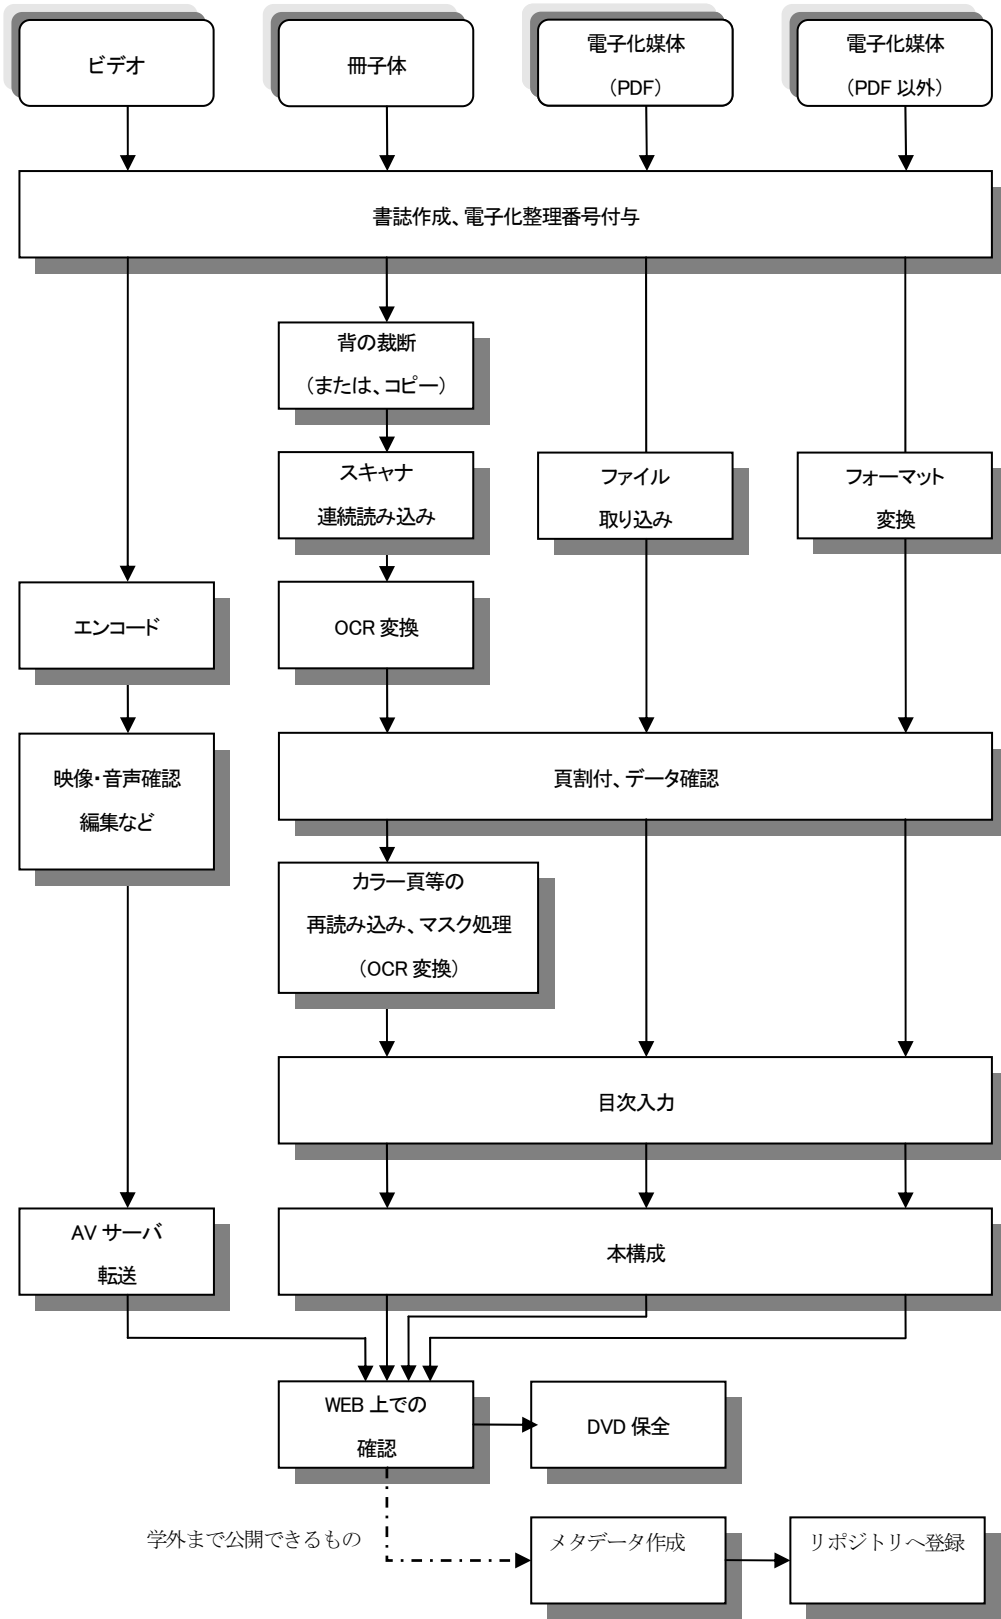 ビデオ
冊子体
電子化媒体
（PDF）
電子化媒体
（PDF 以外）
書誌作成、電子化整理番号付与
背の裁断
（または、コピー）
スキャナ
連続読み込み
ファイル
取り込み
フォーマット
変換
エンコード
OCR 変換
映像・音声確認
編集など
頁割付、データ確認
カラー頁等の
再読み込み、マスク処理
（OCR 変換）
目次入力
AV サーバ
転送
本構成
WEB 上での
確認
DVD 保全
学外まで公開できるもの
メタデータ作成
リポジトリへ登録